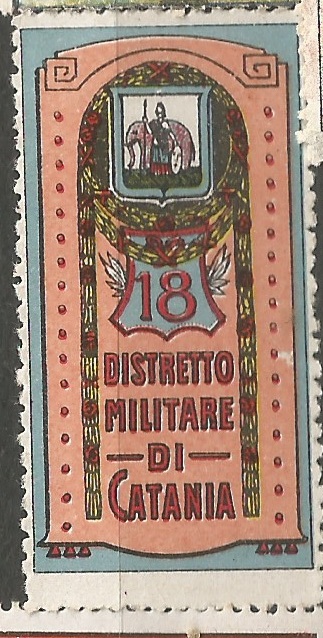 18
DISTRETTO
MILITARE
—DI—
CATANIA